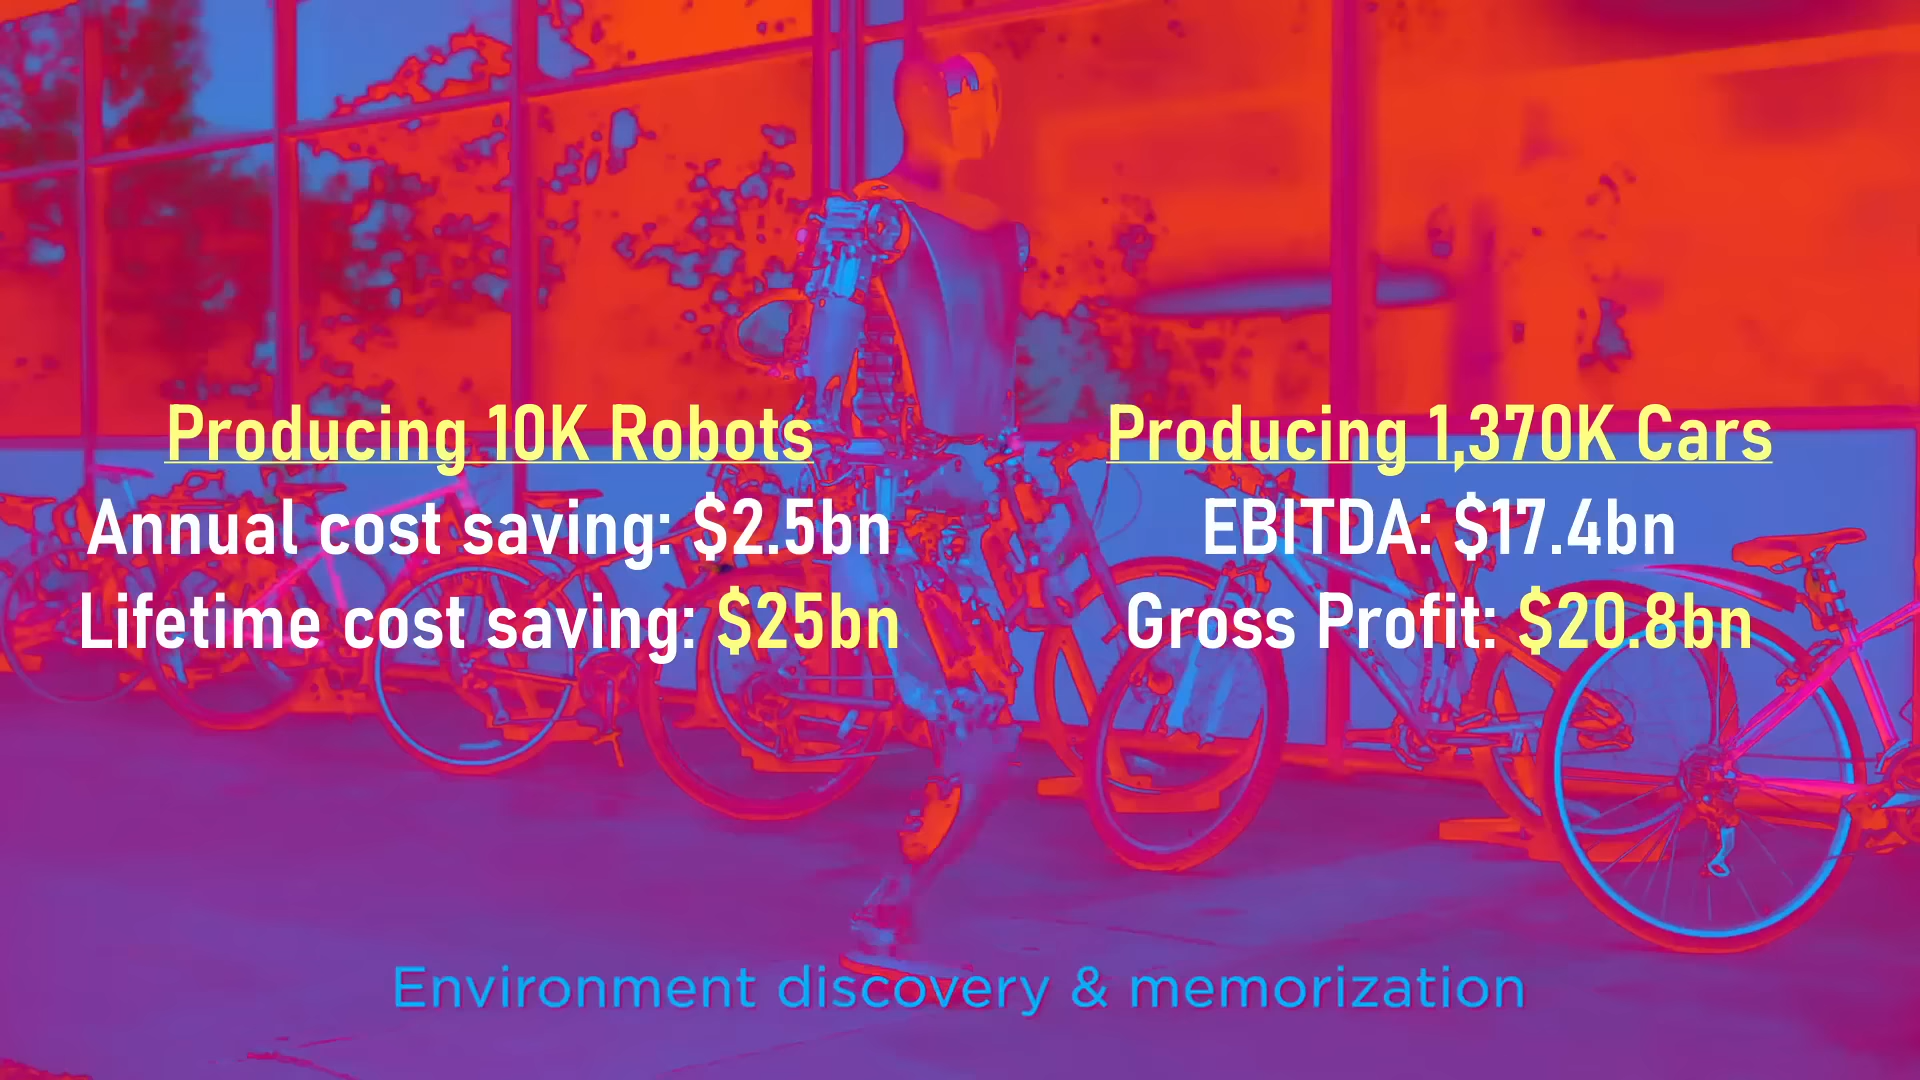 Producing 10K Robots
Annual cost saving: $2.5bn
Lifetime cost saving: $25bn
Producing 1,370K Cars
EBITDA: $17.4bn
Gross Profit: $20.8bn
Environment discovery & memorization